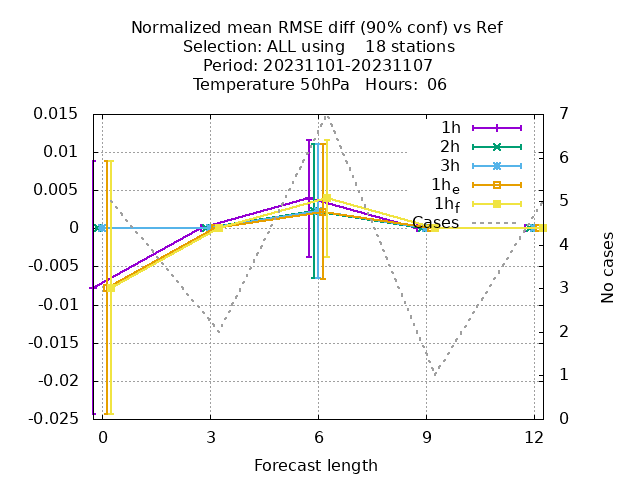 Normalized mean RMSE diff (90% conf) vs Ref
Selection: ALL using    18 stations
Period: 20231101-20231107
Temperature 50hPa   Hours:  06
0.015
0.01
0.005
0
-0.005
-0.01
-0.015
-0.02
-0.025
7
6
5
4
3
2
1
0
1h
2h
3h
1he
1hf
Cases
No cases
0
3
6
9
12
Forecast length